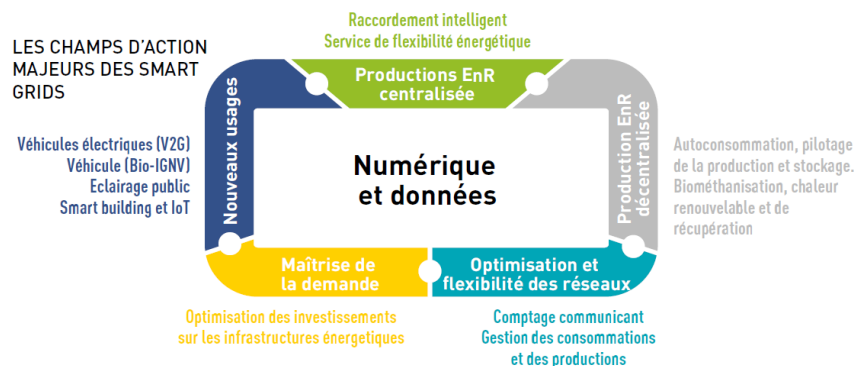 LES CHAMPS D'ACTION
MAJEURS DES SMART
GRIDS
Raccordement intelligent
Service de flexibilité énergétique
Productions EnR
centralisée
Nouveaux usages
Véhicules électriques (V2G)
Véhicule (Bio-IGNV)
Eclairage public
Smart building et IoT
Numérique
et données
Production EnR
décentralisée
Autoconsommation, pilotage
de la production et stockage.
Biométhanisation, chaleur
renouvelable et de
récupération
Maîtrise de
la demande
Optimisation et
flexibilité des réseaux
Optimisation des investissements
sur les infrastructures énergetiques
Comptage communicant
Gestion des consommations
et des productions